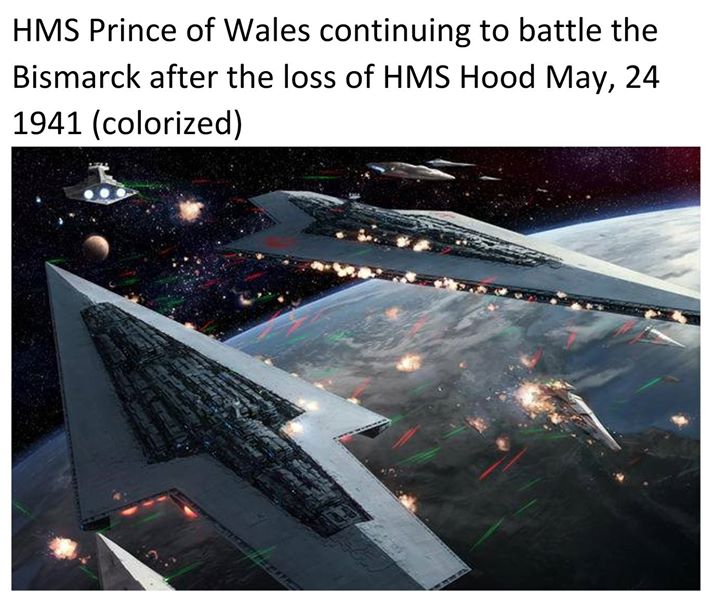 HMS Prince of Wales continuing to battle the
Bismarck after the loss of HMS Hood May, 24
1941 (colorized)